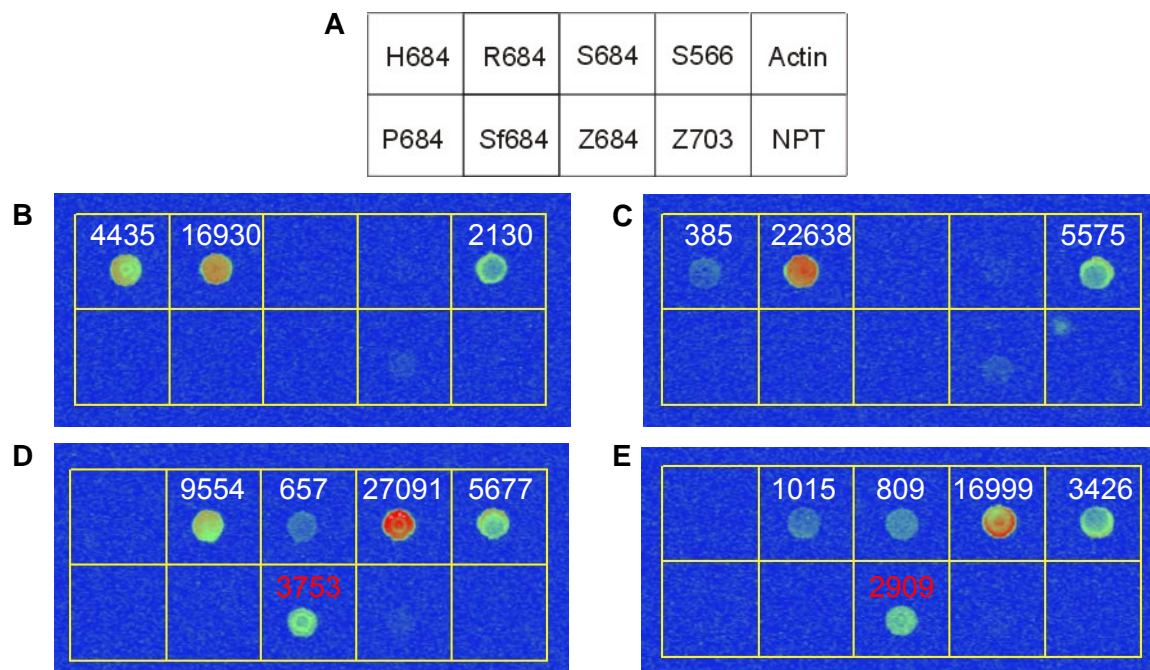 A
H684 R684 S684 S566 Actin
P684 Sf684 Z684 Z703 NPT
B
4435 16930 2130
C
385 22638 5575
D
9554 657 27091 5677
3753
E
1015 809 16999 3426
2909